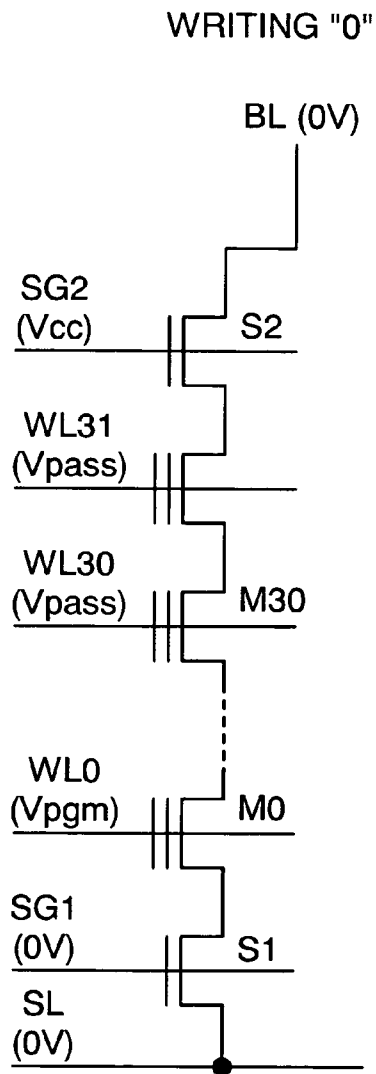 WRITING "0"
BL (0V)
SG2
(Vcc)
S2
WL31
(Vpass)
WL30
(Vpass)
M30
WL0
(Vpgm)
M0
SG1
(0V)
S1
SL
(0V)